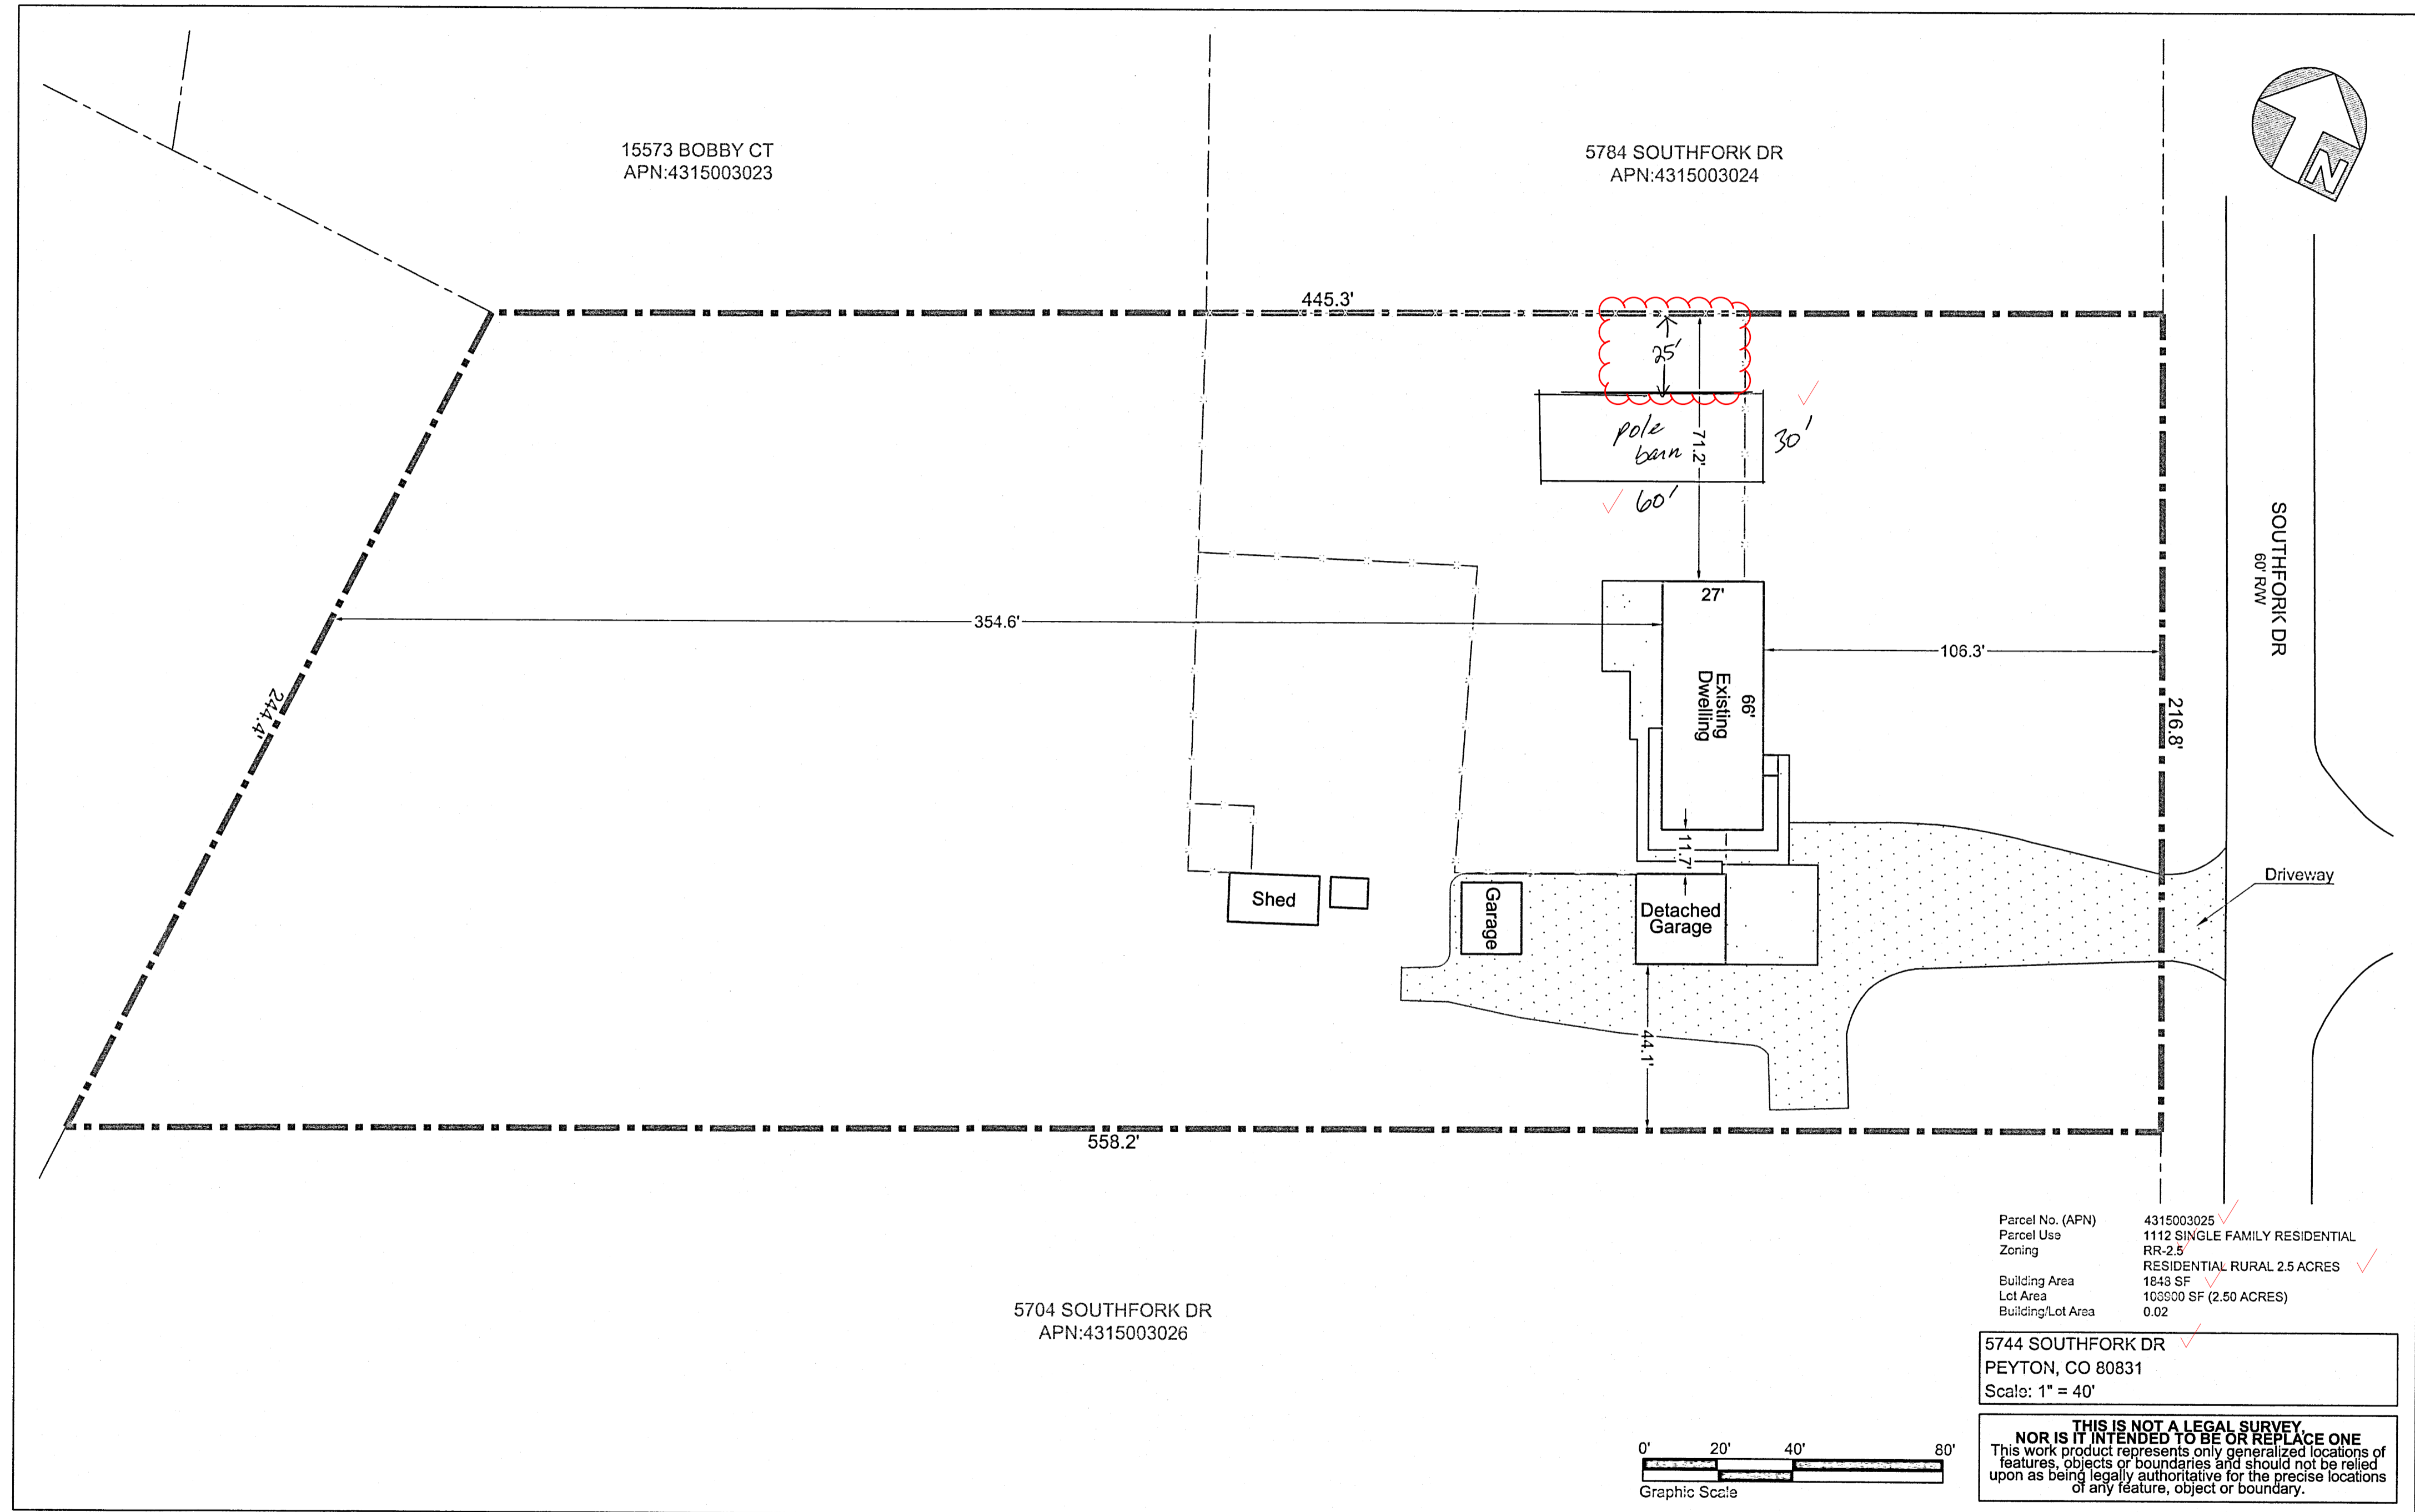 15573 BOBBY CT
APN:4315003023
5784 SOUTHFORK DR
APN:4315003024
N
445.3'
25'
71.2'
pole
barn
30'
60'
SOUTHFORK DR
60' R/W
27'
354.6'
106.3'
66'
Existing
Dwelling
244.4'
216.8'
11.7'
Driveway
Shed
Garage
Detached
Garage
44.1'
558.2'
Parcel No. (APN) 4315003025
Parcel Use 1112 SINGLE FAMILY RESIDENTIAL
Zoning RR-2.5
RESIDENTIAL RURAL 2.5 ACRES
Building Area 1843 SF
Lot Area 108900 SF (2.50 ACRES)
Building/Lot Area 0.02
5704 SOUTHFORK DR
APN:4315003026
5744 SOUTHFORK DR
PEYTON, CO 80831
Scale: 1" = 40'
0' 20' 40' 80'
Graphic Scale
THIS IS NOT A LEGAL SURVEY,
NOR IS IT INTENDED TO BE OR REPLACE ONE
This work product represents only generalized locations of
features, objects or boundaries and should not be relied
upon as being legally authoritative for the precise locations
of any feature, object or boundary.